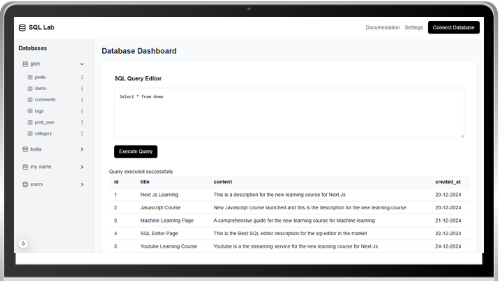 SQL Lab
Documentation Settings Connect Database
Databases
gkm
posts
demo
comments
tags
post_user
category
hello
my name
users
Database Dashboard
SQL Query Editor
Select * from demo
Execute Query
Query executed successfully
id title content created_at
1 Next Js Learning This is a description for the new learning course for Next Js 20-12-2024
2 Javascript Course New Javascript course launched and this is the description for the new learning course 20-12-2024
3 Machine Learning Page A comprehensive guide for the new learning course for Machine learning 21-12-2024
4 SQL Editor Page This is the Best SQL editor description for the sql editor in the market 22-12-2024
5 Youtube Learning Course Youtube is a the streaming service for the new learning course for Next Js 24-12-2024